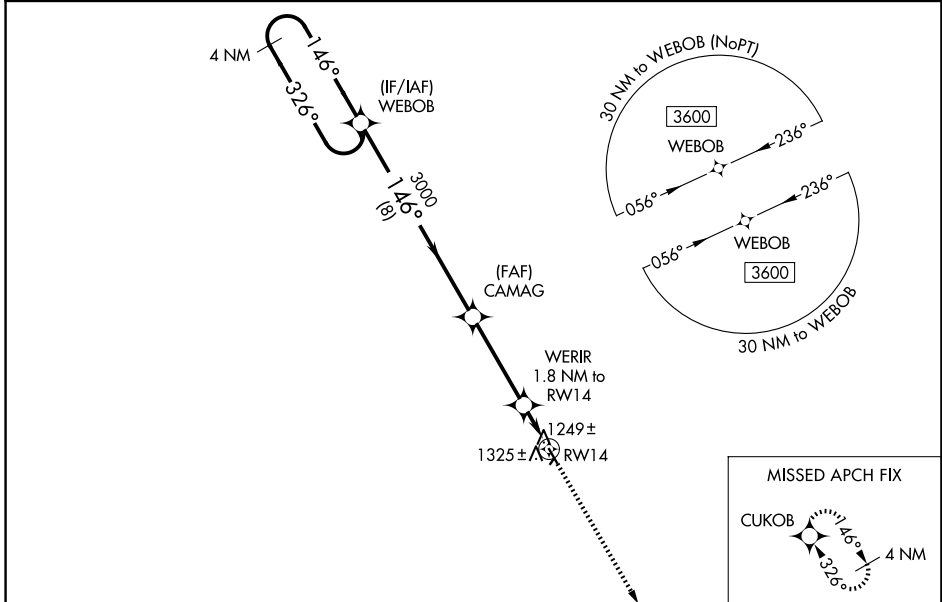 4 NM
146°
326°
(IF/IAF)
WEBOB
3000
146°
(8)
(FAF)
CAMAG
WERIR
1.8 NM to
RW14
1249±
1325±
RW14
30 NM to WEBOB (NoPT)
3600
WEBOB
236°
056°
236°
056°
WEBOB
3600
30 NM to WEBOB
MISSED APCH FIX
CUKOB
146°
4 NM
326°